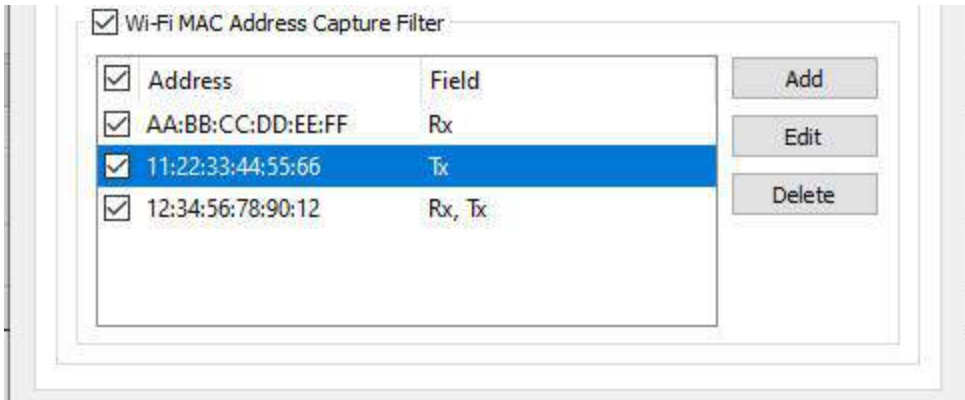 Wi-Fi MAC Address Capture Filter
Address Field
AA:BB:CC:DD:EE:FF Rx
11:22:33:44:55:66 Tx
12:34:56:78:90:12 Rx, Tx
Add
Edit
Delete